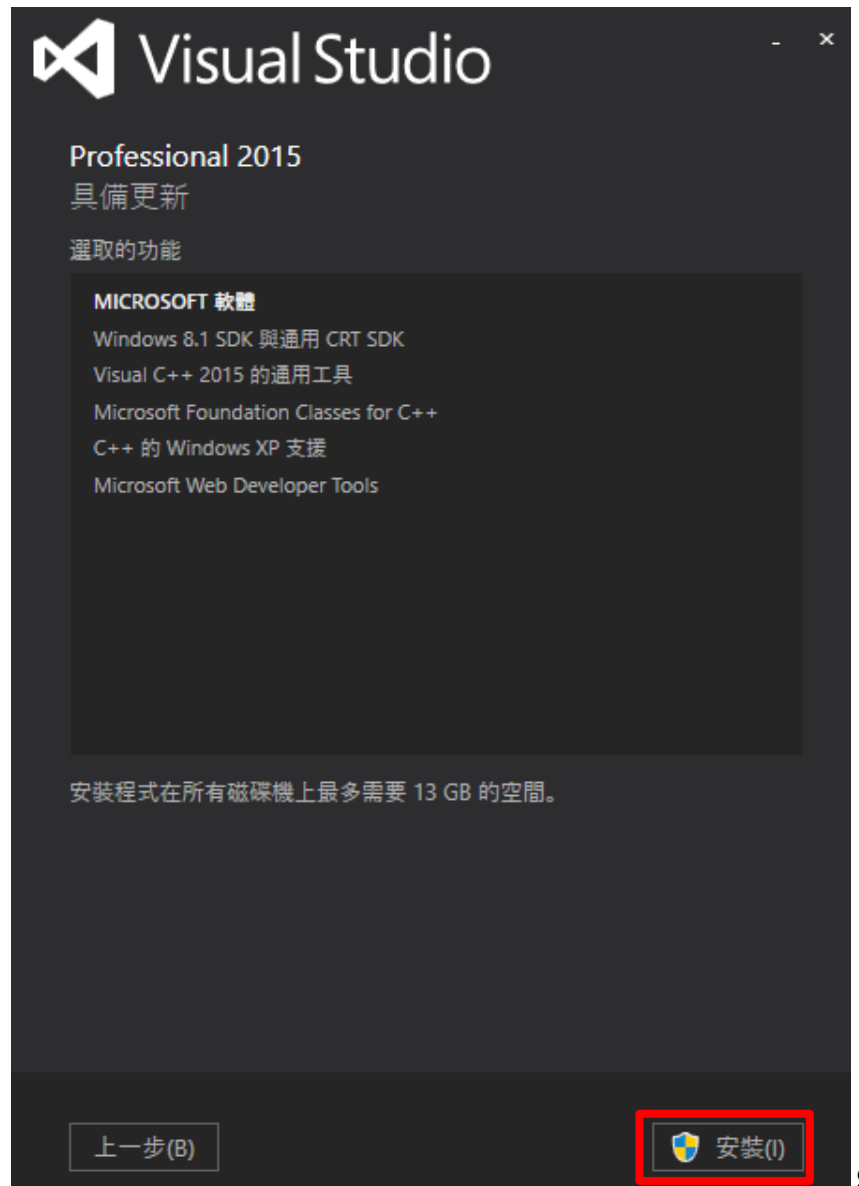 Visual Studio
Professional 2015
具備更新
選取的功能
MICROSOFT 軟體
Windows 8.1 SDK 與通用 CRT SDK
Visual C++ 2015 的通用工具
Microsoft Foundation Classes for C++
C++ 的 Windows XP 支援
Microsoft Web Developer Tools
安裝程式在所有磁碟機上最多需要 13 GB 的空間。
上一步(B)
安裝(I)